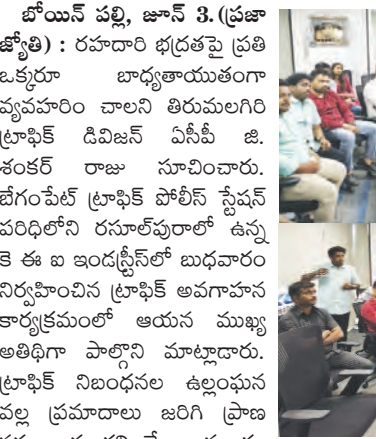 బోయిన్ పల్లి, జూన్ 3.(ప్రజా
జ్యోతి) : రహదారి భద్రతపై ప్రతి
ఒక్కరూ బాధ్యతాయుతంగా
వ్యవహరిం చాలని తిరుమలగిరి
ట్రాఫిక్ డివిజన్ ఏసీపీ జి.
శంకర్ రాజు సూచించారు.
బేగంపేట్ ట్రాఫిక్ పోలీస్ స్టేషన్
పరిధిలోని రసూల్‌పురాలో ఉన్న
కె ఈ ఐ ఇండస్ట్రీస్‌లో బుధవారం
నిర్వహించిన ట్రాఫిక్ అవగాహన
కార్యక్రమంలో ఆయన ముఖ్య
అతిథిగా పాల్గొని మాట్లాడారు.
ట్రాఫిక్ నిబంధనల ఉల్లంఘన
వల్ల ప్రమాదాలు జరిగి ప్రాణ